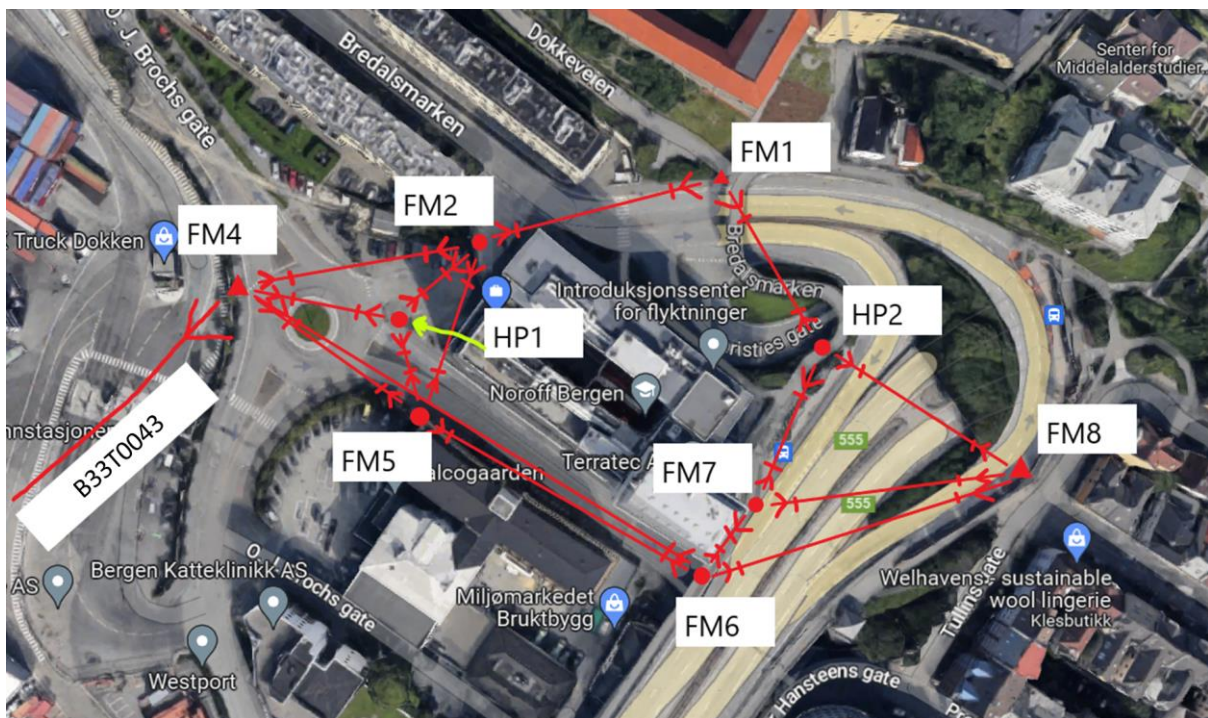 O. J. Brochs gate
Bredalsmarken
Dokkeveien
Senter for
Middelalderstudier...
FM1
FM2
FM4
Truck Dokken
Bredalsmarken
Introduksjonssenter
for flyktninger
HP2
HP1
risties gate
Noroff Bergen
555
FM8
B33T0043
nnstasjonen
FM5
alcogaarden
Terratec A
FM7
555
AS
Bergen Katteklinikk AS
O. J. Brochs gate
Miljømarkedet
Bruktbygg
FM6
Welhavens - sustainable
wool lingerie
Klesbutikk
Tullinsgate
Westport
Hansteens gate